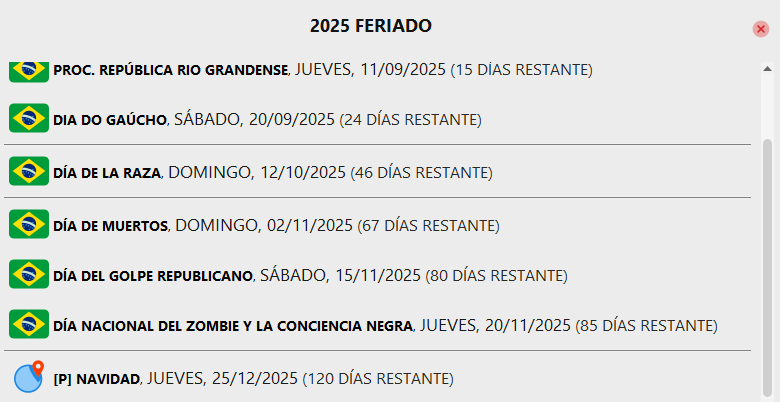 2025 FERIADO
PROC. REPÚBLICA RIO GRANDENSE, JUEVES, 11/09/2025 (15 DÍAS RESTANTE)
DIA DO GAÚCHO, SÁBADO, 20/09/2025 (24 DÍAS RESTANTE)
DÍA DE LA RAZA, DOMINGO, 12/10/2025 (46 DÍAS RESTANTE)
DÍA DE MUERTOS, DOMINGO, 02/11/2025 (67 DÍAS RESTANTE)
DÍA DEL GOLPE REPUBLICANO, SÁBADO, 15/11/2025 (80 DÍAS RESTANTE)
DÍA NACIONAL DEL ZOMBIE Y LA CONCIENCIA NEGRA, JUEVES, 20/11/2025 (85 DÍAS RESTANTE)
[P] NAVIDAD, JUEVES, 25/12/2025 (120 DÍAS RESTANTE)